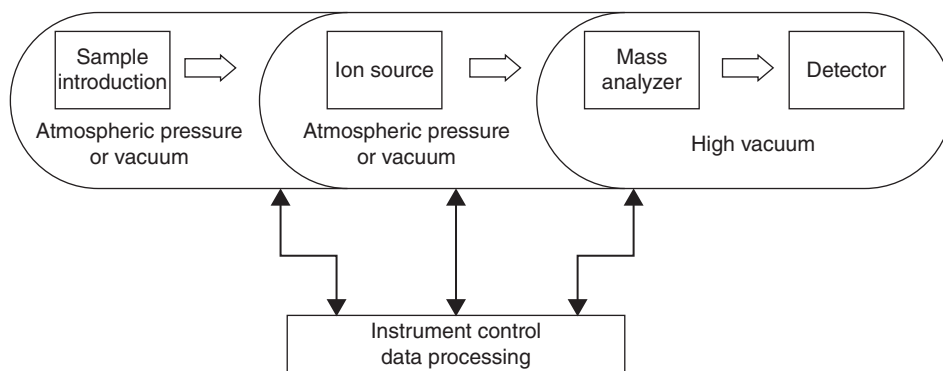 Sample
introduction
Atmospheric pressure
or vacuum
Ion source
Atmospheric pressure
or vacuum
Mass
analyzer
Detector
High vacuum
Instrument control
data processing